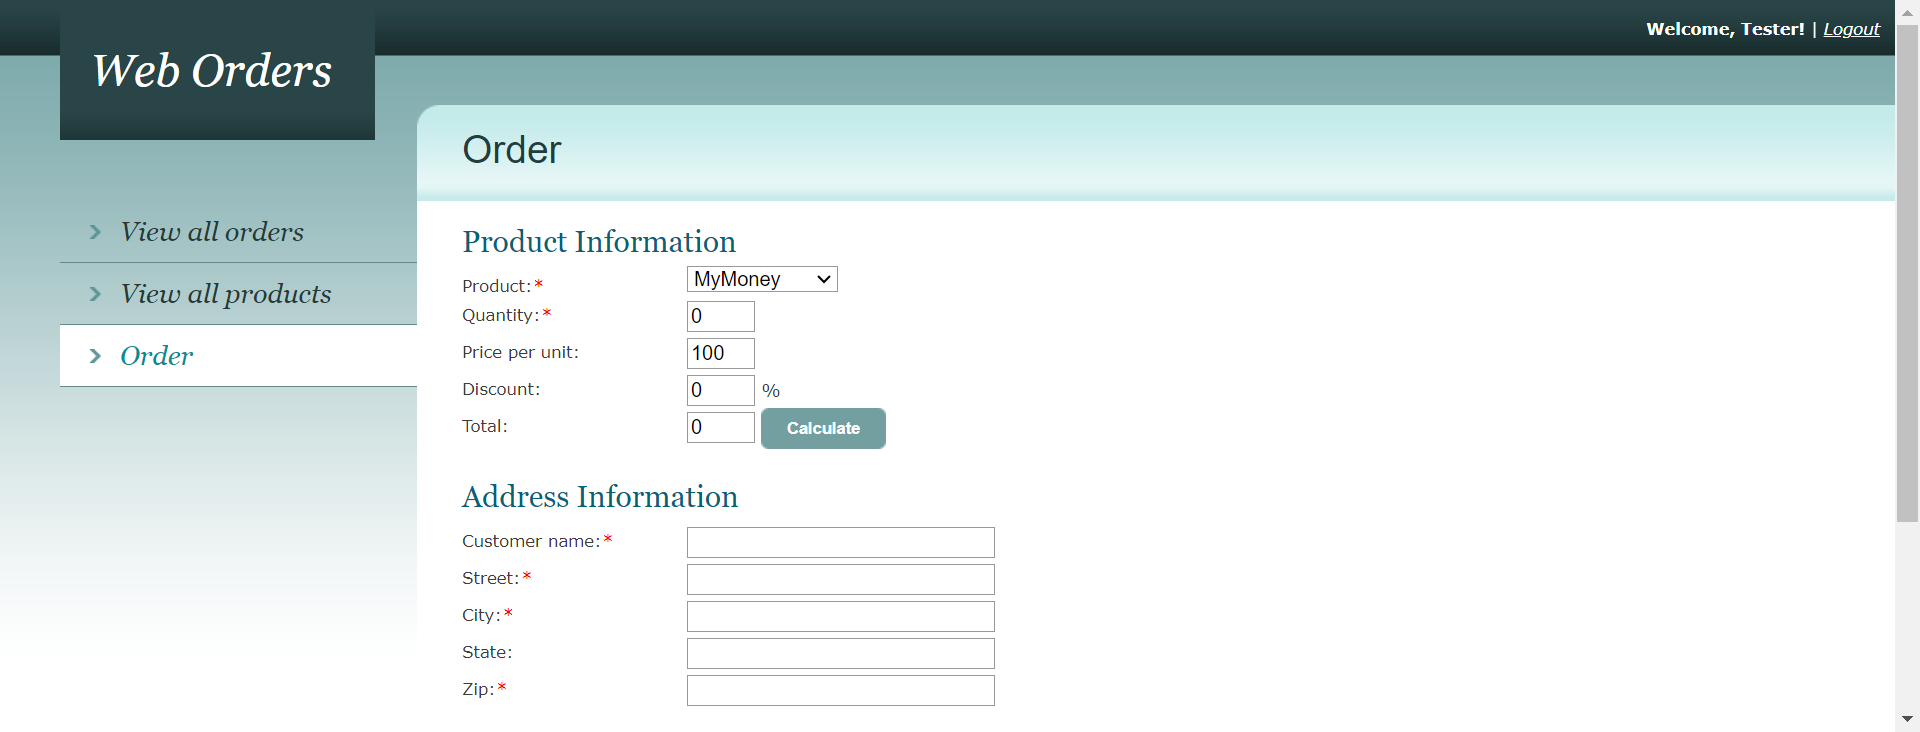 Welcome, Tester! | Logout
Web Orders
View all orders
View all products
Order
Order
Product Information
Product:* MyMoney
Quantity:* 0
Price per unit: 100
Discount: 0 %
Total: 0 Calculate
Address Information
Customer name:*
Street:*
City:*
State:
Zip:*